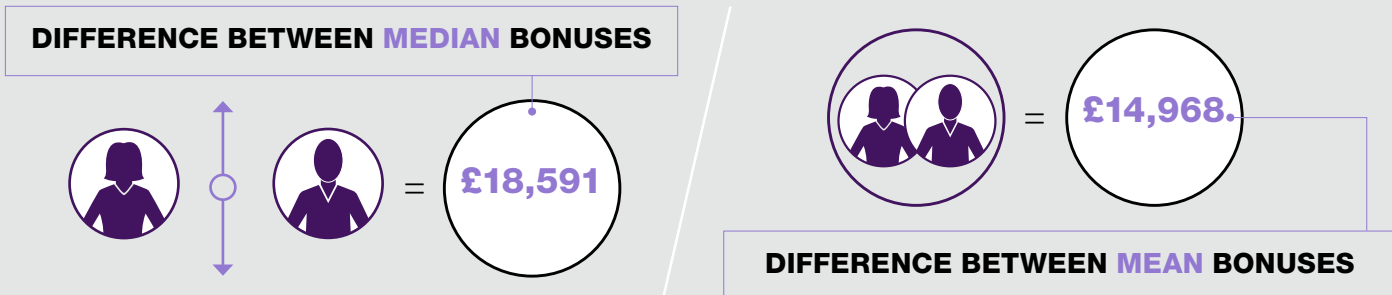 DIFFERENCE BETWEEN MEDIAN BONUSES
=
£18,591
=
£14,968
DIFFERENCE BETWEEN MEAN BONUSES